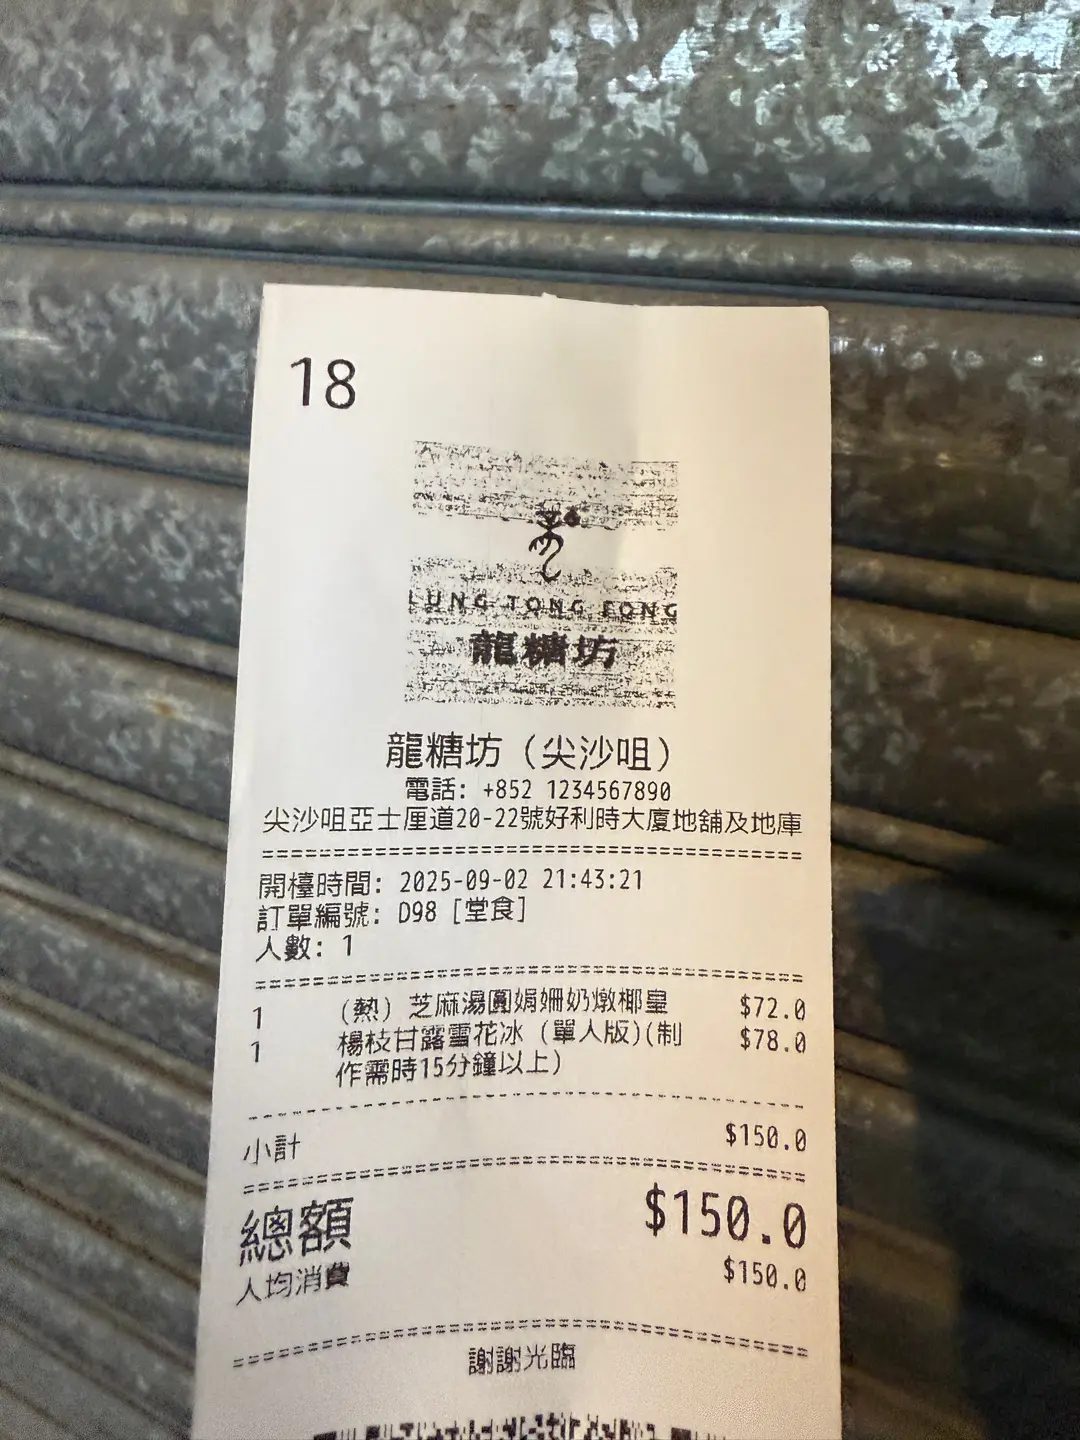 18
LUNG TONG FONG
龍糖坊
龍糖坊（尖沙咀）
電話: +852 1234567890
尖沙咀亞士厘道20-22號好利時大廈地舖及地庫
開檯時間: 2025-09-02 21:43:21
訂單編號: D98 [堂食]
人數: 1
1 （熱）芝麻湯圓娟姍奶燉椰皇 $72.0
1 楊枝甘露雪花冰（單人版)(制 $78.0
作需時15分鐘以上）
小計 $150.0
總額 $150.0
人均消費 $150.0
謝謝光臨